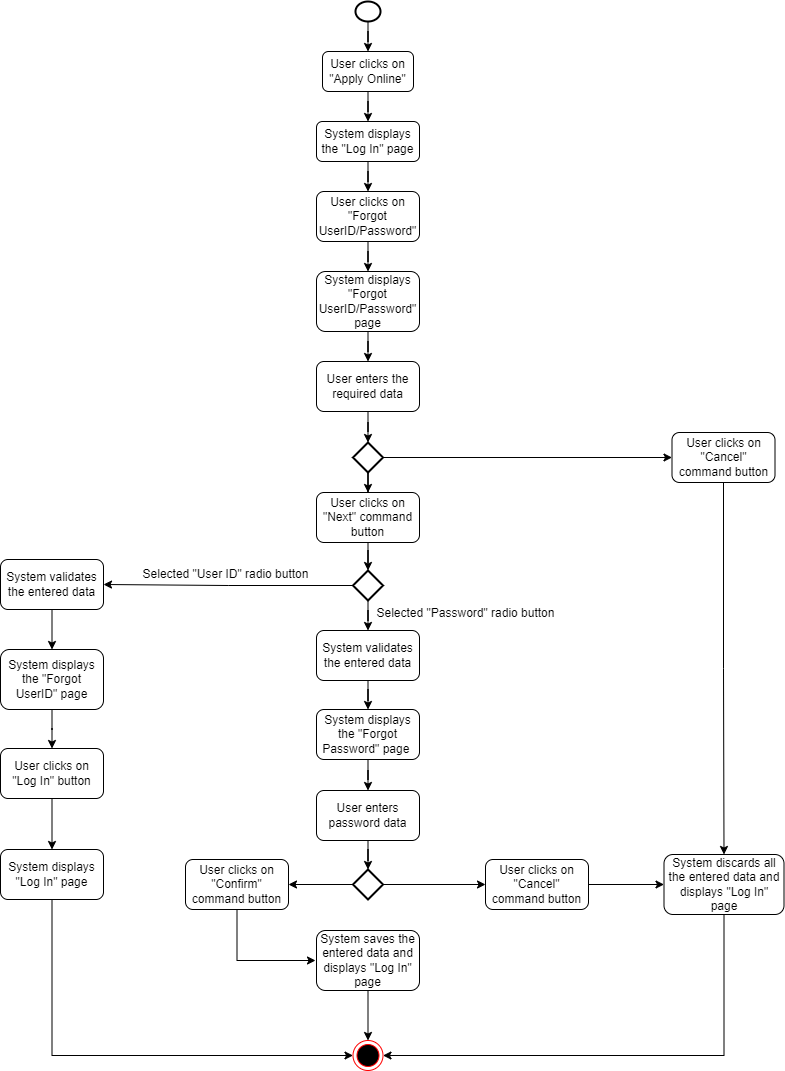 User clicks on
"Apply Online"
System displays
the "Log In" page
User clicks on
"Forgot
UserID/Password"
System displays
"Forgot
UserID/Password"
page
User enters the
required data
User clicks on
"Cancel"
command button
User clicks on
"Next" command
button
Selected "User ID" radio button
System validates
the entered data
Selected "Password" radio button
System validates
the entered data
System displays
the "Forgot
UserID" page
System displays
the "Forgot
Password" page
User clicks on
"Log In" button
User enters
password data
System displays
"Log In" page
User clicks on
"Confirm"
command button
User clicks on
"Cancel"
command button
System discards all
the entered data and
displays "Log In"
page
System saves the
entered data and
displays "Log In"
page